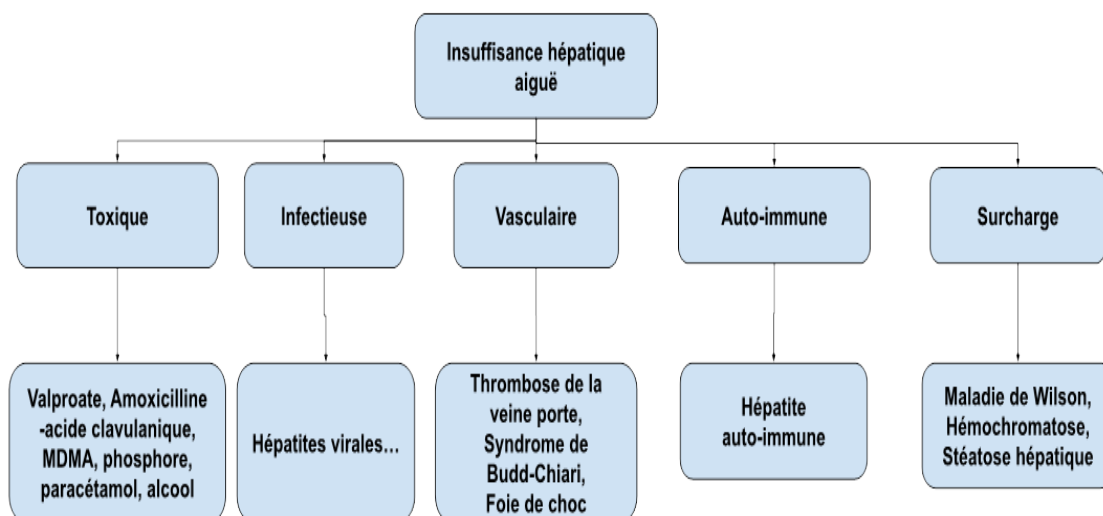 Insuffisance hépatique
aiguë
Toxique
Infectieuse
Vasculaire
Auto-immune
Surcharge
Valproate, Amoxicilline
-acide clavulanique,
MDMA, phosphore,
paracétamol, alcool
Hépatites virales...
Thrombose de la
veine porte,
Syndrome de
Budd-Chiari,
Foie de choc
Hépatite
auto-immune
Maladie de Wilson,
Hémochromatose,
Stéatose hépatique